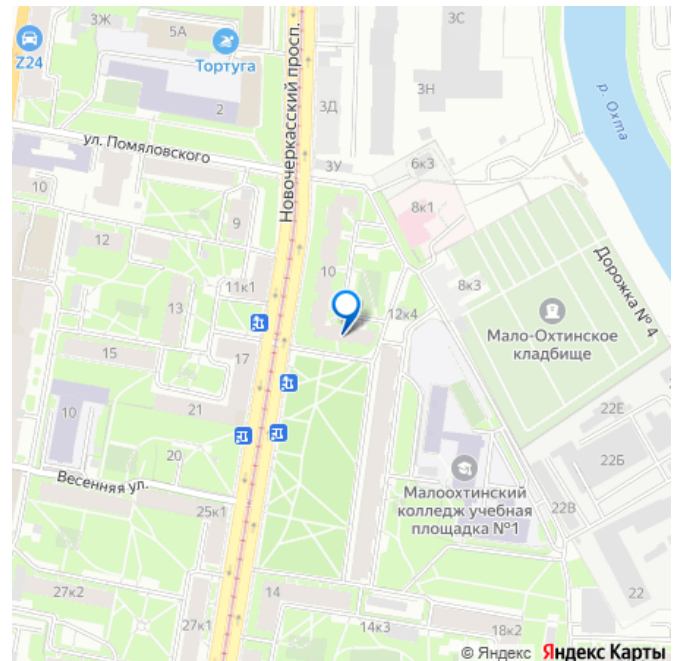 3Ж
5А
3С
Z24
Тортуга
р. Охта
2
3Д
3Н
Новочеркасский просп.
ул. Помяловского
3У
6к3
10
8к1
9
12
Дорожка № 4
10
11к1
8к3
13
12к4
Мало-Охтинское
кладбище
15
17
21
10
22Е
20
22Б
Весенняя ул.
Малоохтинский
колледж учебная
площадка №1
25к1
22В
27к2
14
22
27к1
14к3
18к2
© Яндекс Яндекс Карты